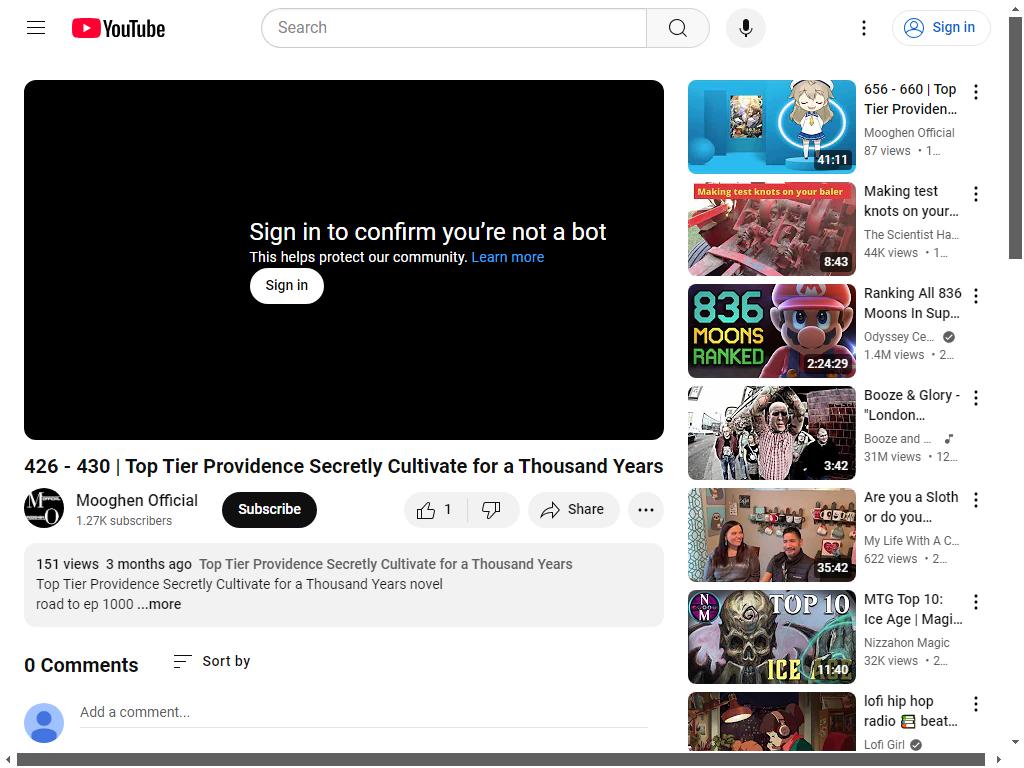 YouTube
Search
Sign in
Sign in to confirm you're not a bot
This helps protect our community. Learn more
Sign in
426 - 430 | Top Tier Providence Secretly Cultivate for a Thousand Years
Mooghen Official
1.27K subscribers
Subscribe
1
Share
151 views 3 months ago Top Tier Providence Secretly Cultivate for a Thousand Years
Top Tier Providence Secretly Cultivate for a Thousand Years novel
road to ep 1000 ...more
0 Comments
Sort by
Add a comment...
41:11
656 - 660 | Top
Tier Providen...
Mooghen Official
87 views • 1...
Making test knots on your baler
8:43
Making test
knots on your...
The Scientist Ha...
44K views • 1...
836
MOONS
RANKED
2:24:29
Ranking All 836
Moons In Sup...
Odyssey Ce...
1.4M views • 2...
3:42
Booze & Glory -
"London...
Booze and ...
31M views • 12...
35:42
Are you a Sloth
or do you...
My Life With A C...
622 views • 2...
NM
TOP 10
ICE AGE
11:40
MTG Top 10:
Ice Age | Magi...
Nizzahon Magic
32K views • 2...
lofi hip hop
radio 📚 beat...
Lofi Girl